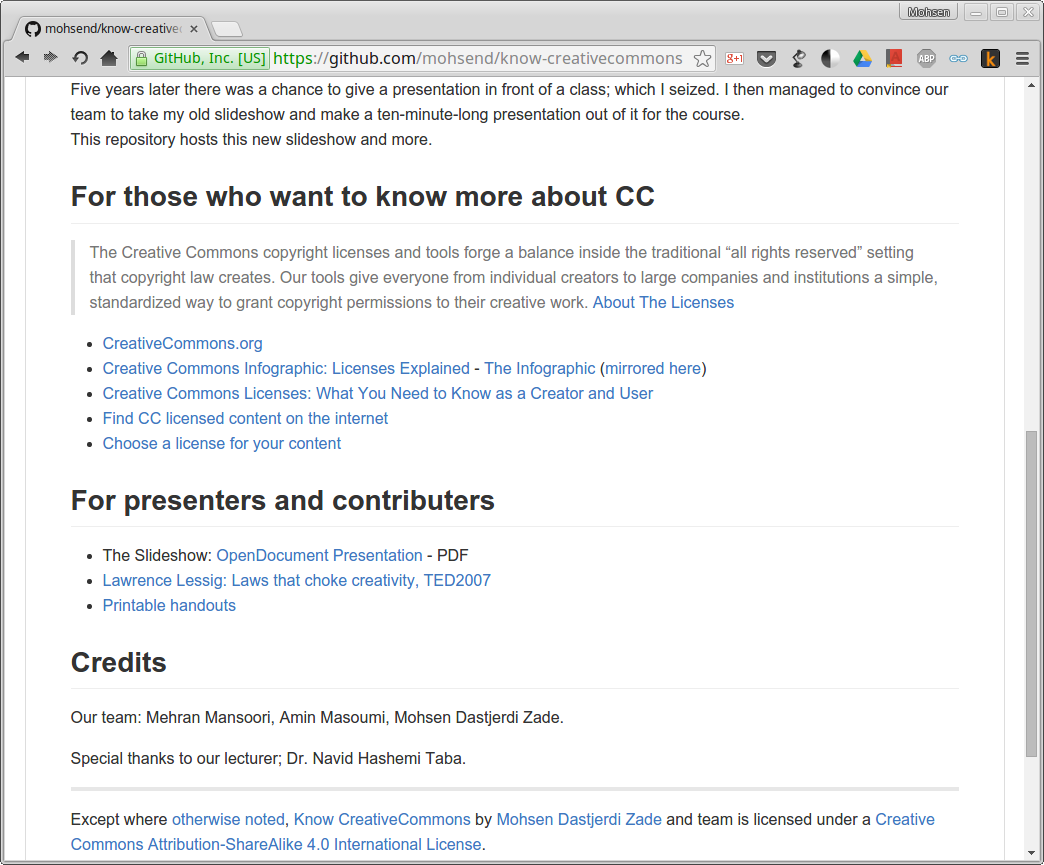 Mohsen
mohsend/know-creativec
GitHub, Inc. [US] https://github.com/mohsend/know-creativecommons
g+1
ABP
k
Five years later there was a chance to give a presentation in front of a class; which I seized. I then managed to convince our
team to take my old slideshow and make a ten-minute-long presentation out of it for the course.
This repository hosts this new slideshow and more.
For those who want to know more about CC
The Creative Commons copyright licenses and tools forge a balance inside the traditional “all rights reserved” setting
that copyright law creates. Our tools give everyone from individual creators to large companies and institutions a simple,
standardized way to grant copyright permissions to their creative work. About The Licenses
• CreativeCommons.org
• Creative Commons Infographic: Licenses Explained - The Infographic (mirrored here)
• Creative Commons Licenses: What You Need to Know as a Creator and User
• Find CC licensed content on the internet
• Choose a license for your content
For presenters and contributers
• The Slideshow: OpenDocument Presentation - PDF
• Lawrence Lessig: Laws that choke creativity, TED2007
• Printable handouts
Credits
Our team: Mehran Mansoori, Amin Masoumi, Mohsen Dastjerdi Zade.
Special thanks to our lecturer; Dr. Navid Hashemi Taba.
Except where otherwise noted, Know CreativeCommons by Mohsen Dastjerdi Zade and team is licensed under a Creative
Commons Attribution-ShareAlike 4.0 International License.